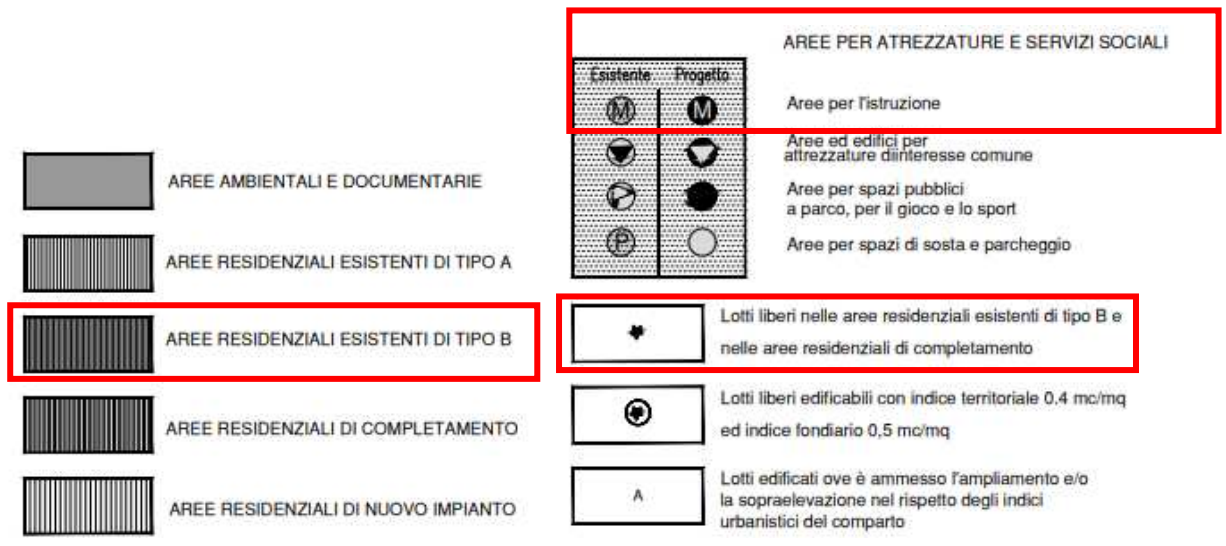 AREE AMBIENTALI E DOCUMENTARIE
AREE RESIDENZIALI ESISTENTI DI TIPO A
AREE RESIDENZIALI ESISTENTI DI TIPO B
AREE RESIDENZIALI DI COMPLETAMENTO
AREE RESIDENZIALI DI NUOVO IMPIANTO
AREE PER ATREZZATURE E SERVIZI SOCIALI
Esistente Progetto
M M Aree per l'istruzione
Aree ed edifici per
attrezzature diinteresse comune
Aree per spazi pubblici
a parco, per il gioco e lo sport
P Aree per spazi di sosta e parcheggio
Lotti liberi nelle aree residenziali esistenti di tipo B e
nelle aree residenziali di completamento
Lotti liberi edificabili con indice territoriale 0.4 mc/mq
ed indice fondiario 0,5 mc/mq
A Lotti edificati ove è ammesso l'ampliamento e/o
la sopraelevazione nel rispetto degli indici
urbanistici del comparto